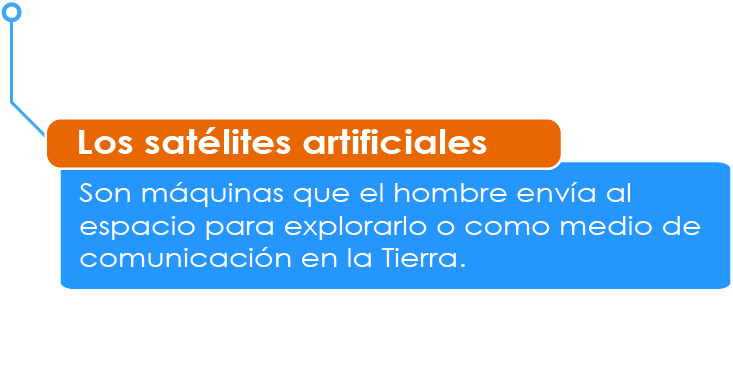 Los satélites artificiales
Son máquinas que el hombre envía al
espacio para explorarlo o como medio de
comunicación en la Tierra.